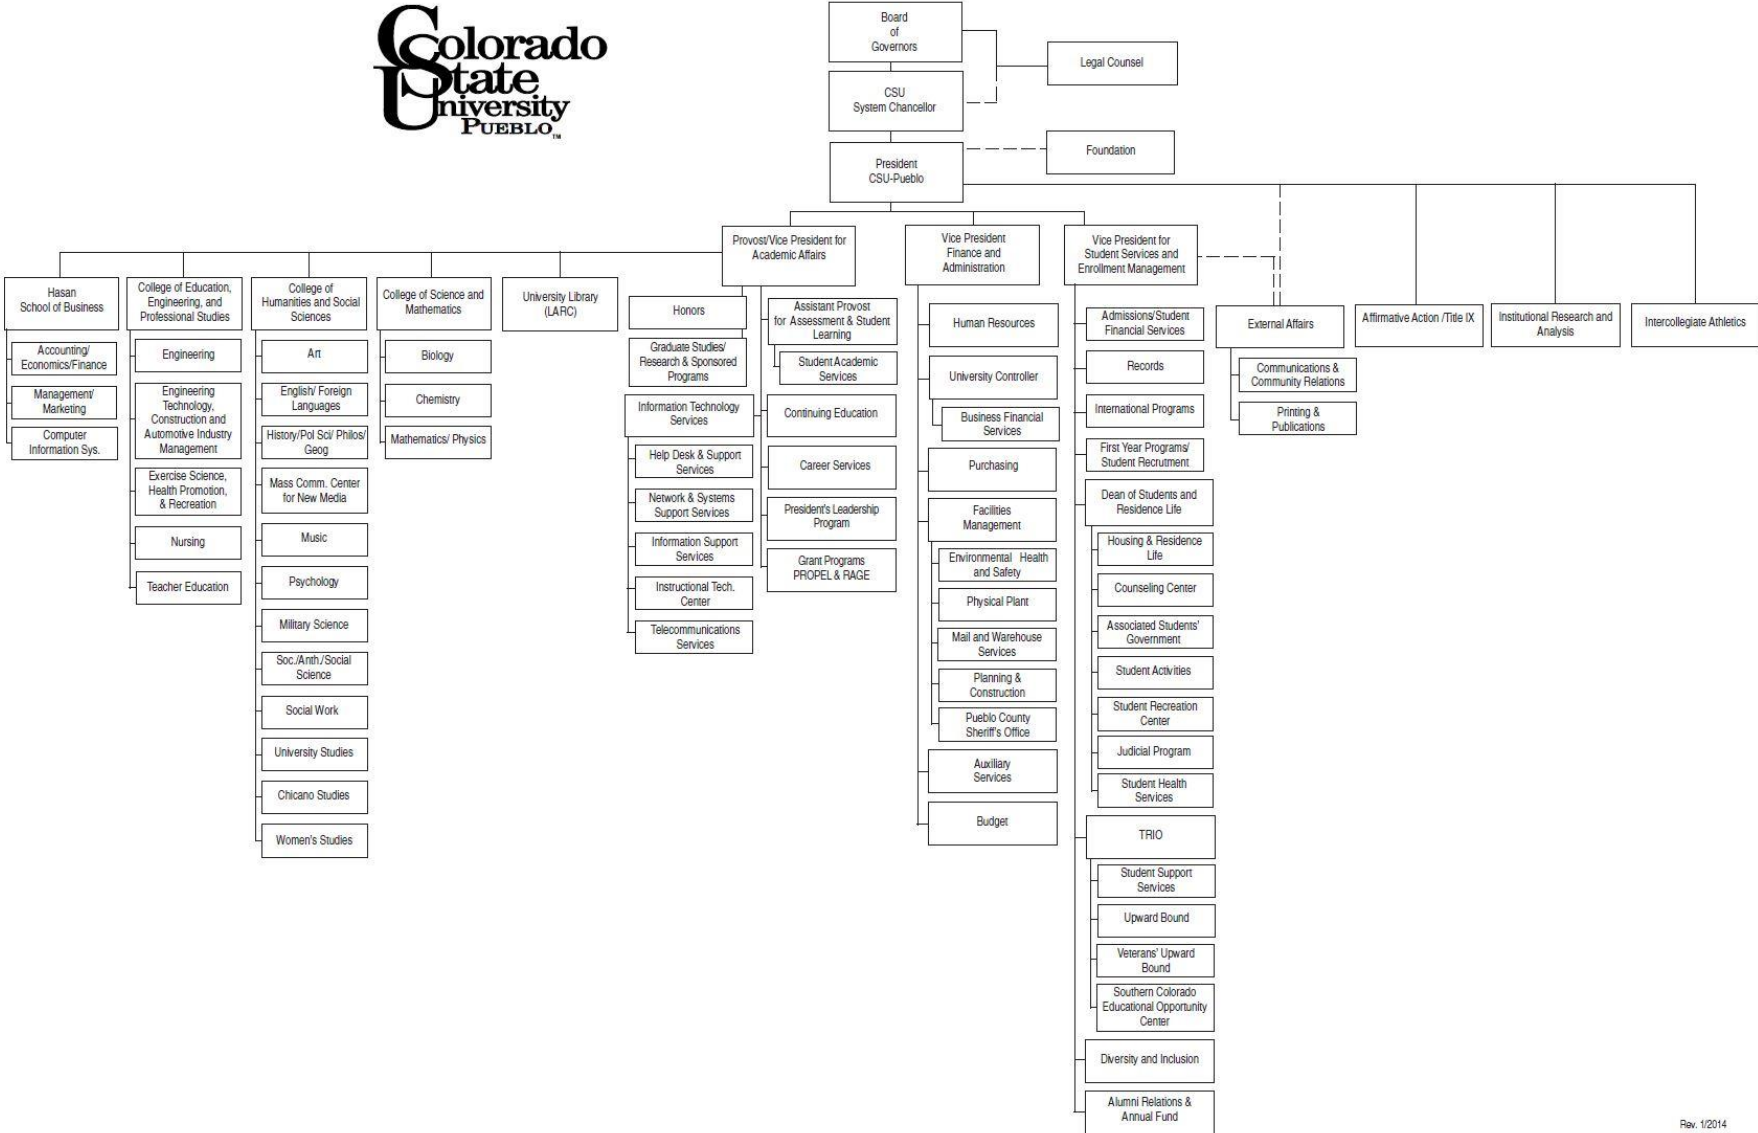 Colorado
State
University
PUEBLO™
Board
of
Governors
Legal Counsel
CSU
System Chancellor
Foundation
President
CSU-Pueblo
Provost/Vice President for
Academic Affairs
Vice President
Finance and
Administration
Vice President for
Student Services and
Enrollment Management
Hasan
School of Business
Accounting/
Economics/Finance
Management/
Marketing
Computer
Information Sys.
College of Education,
Engineering, and
Professional Studies
Engineering
Engineering
Technology,
Construction and
Automotive Industry
Management
Exercise Science,
Health Promotion,
& Recreation
Nursing
Teacher Education
College of
Humanities and Social
Sciences
Art
English/ Foreign
Languages
History/Pol Sci/ Philos/
Geog
Mass Comm. Center
for New Media
Music
Psychology
Military Science
Soc./Anth./Social
Science
Social Work
University Studies
Chicano Studies
Women's Studies
College of Science and
Mathematics
Biology
Chemistry
Mathematics/ Physics
University Library
(LARC)
Honors
Graduate Studies/
Research & Sponsored
Programs
Information Technology
Services
Help Desk & Support
Services
Network & Systems
Support Services
Information Support
Services
Instructional Tech.
Center
Telecommunications
Services
Assistant Provost
for Assessment & Student
Learning
Student Academic
Services
Continuing Education
Career Services
President's Leadership
Program
Grant Programs
PROPEL & RAGE
Human Resources
University Controller
Business Financial
Services
Purchasing
Facilities
Management
Environmental Health
and Safety
Physical Plant
Mail and Warehouse
Services
Planning &
Construction
Pueblo County
Sheriff's Office
Auxiliary
Services
Budget
Admissions/Student
Financial Services
Records
International Programs
First Year Programs/
Student Recrutment
Dean of Students and
Residence Life
Housing & Residence
Life
Counseling Center
Associated Students'
Government
Student Activities
Student Recreation
Center
Judicial Program
Student Health
Services
TRIO
Student Support
Services
Upward Bound
Veterans' Upward
Bound
Southern Colorado
Educational Opportunity
Center
Diversity and Inclusion
Alumni Relations &
Annual Fund
External Affairs
Communications &
Community Relations
Printing &
Publications
Affirmative Action /Title IX
Institutional Research and
Analysis
Intercollegiate Athletics
Rev. 1/2014